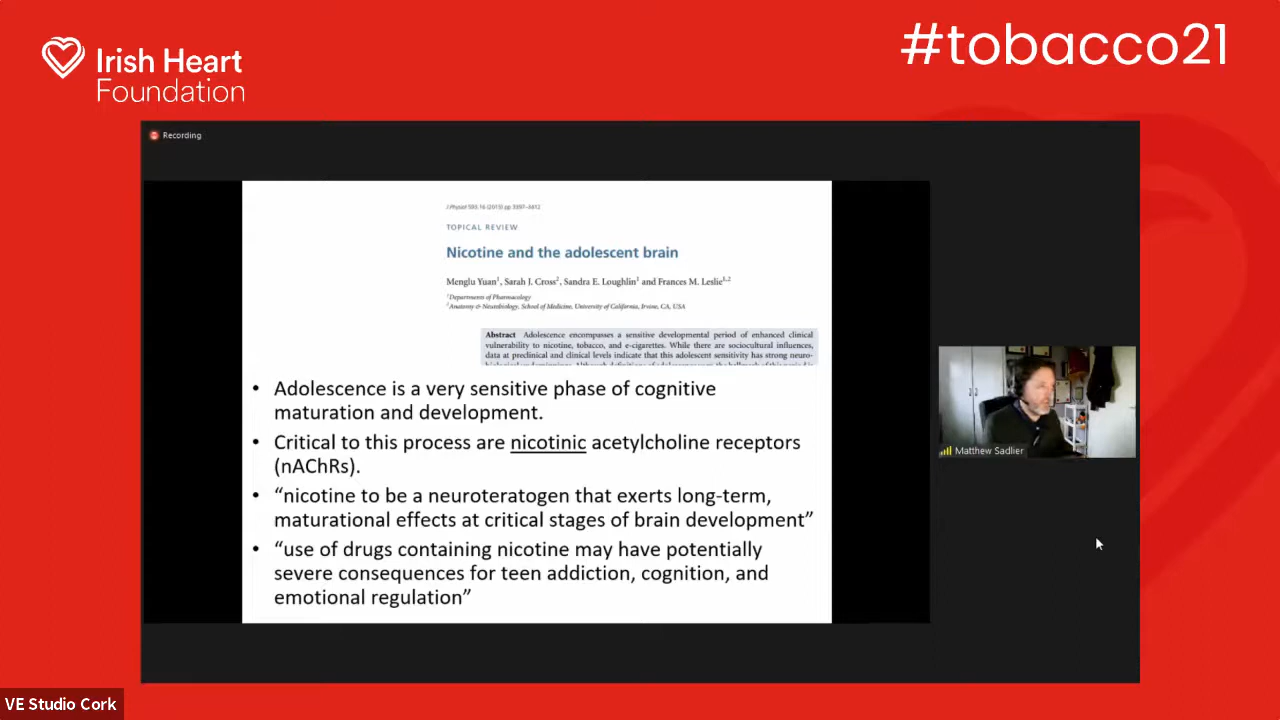 Irish Heart
Foundation
#tobacco21
Recording
J Physiol 593.16 (2015) pp 3397–3412
TOPICAL REVIEW
Nicotine and the adolescent brain
Menglu Yuan1, Sarah J. Cross2, Sandra E. Loughlin1 and Frances M. Leslie1,2
1Departments of Pharmacology
2Anatomy & Neurobiology, School of Medicine, University of California, Irvine, CA, USA
Abstract Adolescence encompasses a sensitive developmental period of enhanced clinical
vulnerability to nicotine, tobacco, and e-cigarettes. While there are sociocultural influences,
data at preclinical and clinical levels indicate that this adolescent sensitivity has strong neuro-
• Adolescence is a very sensitive phase of cognitive
maturation and development.
• Critical to this process are nicotinic acetylcholine receptors
(nAChRs).
• “nicotine to be a neuroteratogen that exerts long-term,
maturational effects at critical stages of brain development”
• “use of drugs containing nicotine may have potentially
severe consequences for teen addiction, cognition, and
emotional regulation”
Matthew Sadlier
VE Studio Cork